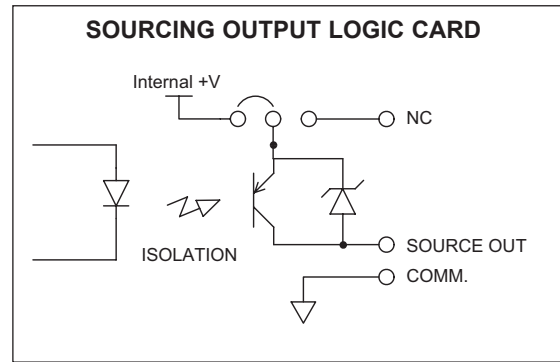 SOURCING OUTPUT LOGIC CARD
Internal +V
NC
ISOLATION
SOURCE OUT
COMM.